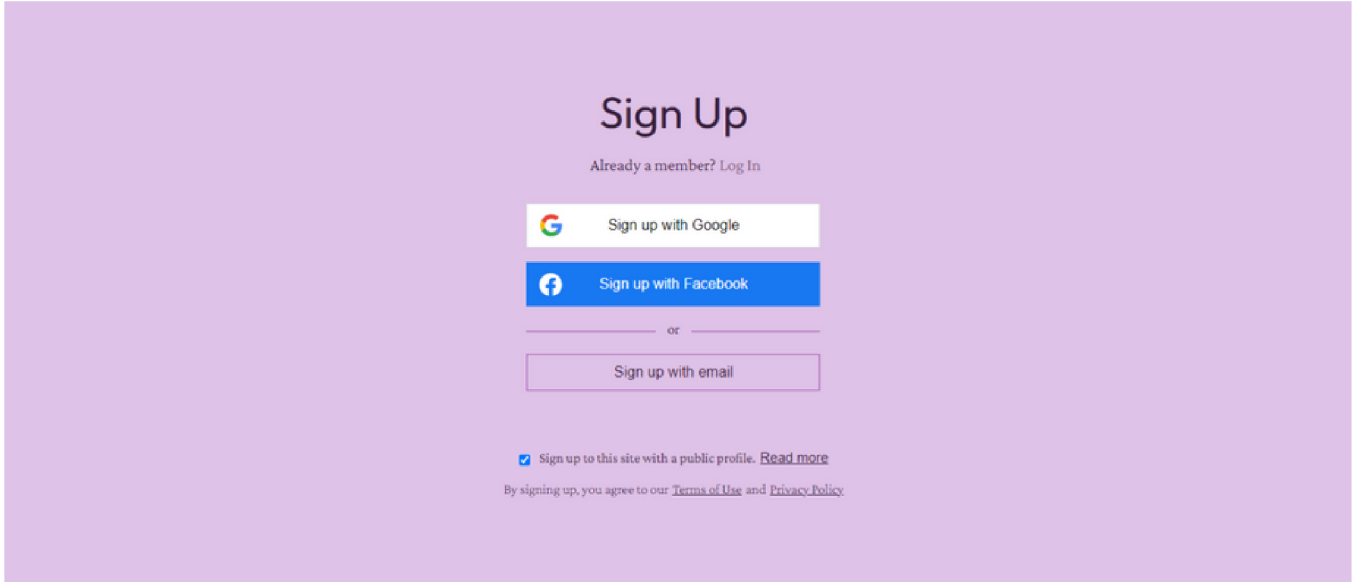 Sign Up
Already a member? Log In
Sign up with Google
Sign up with Facebook
or
Sign up with email
Sign up to this site with a public profile. Read more
By signing up, you agree to our Terms of Use and Privacy Policy